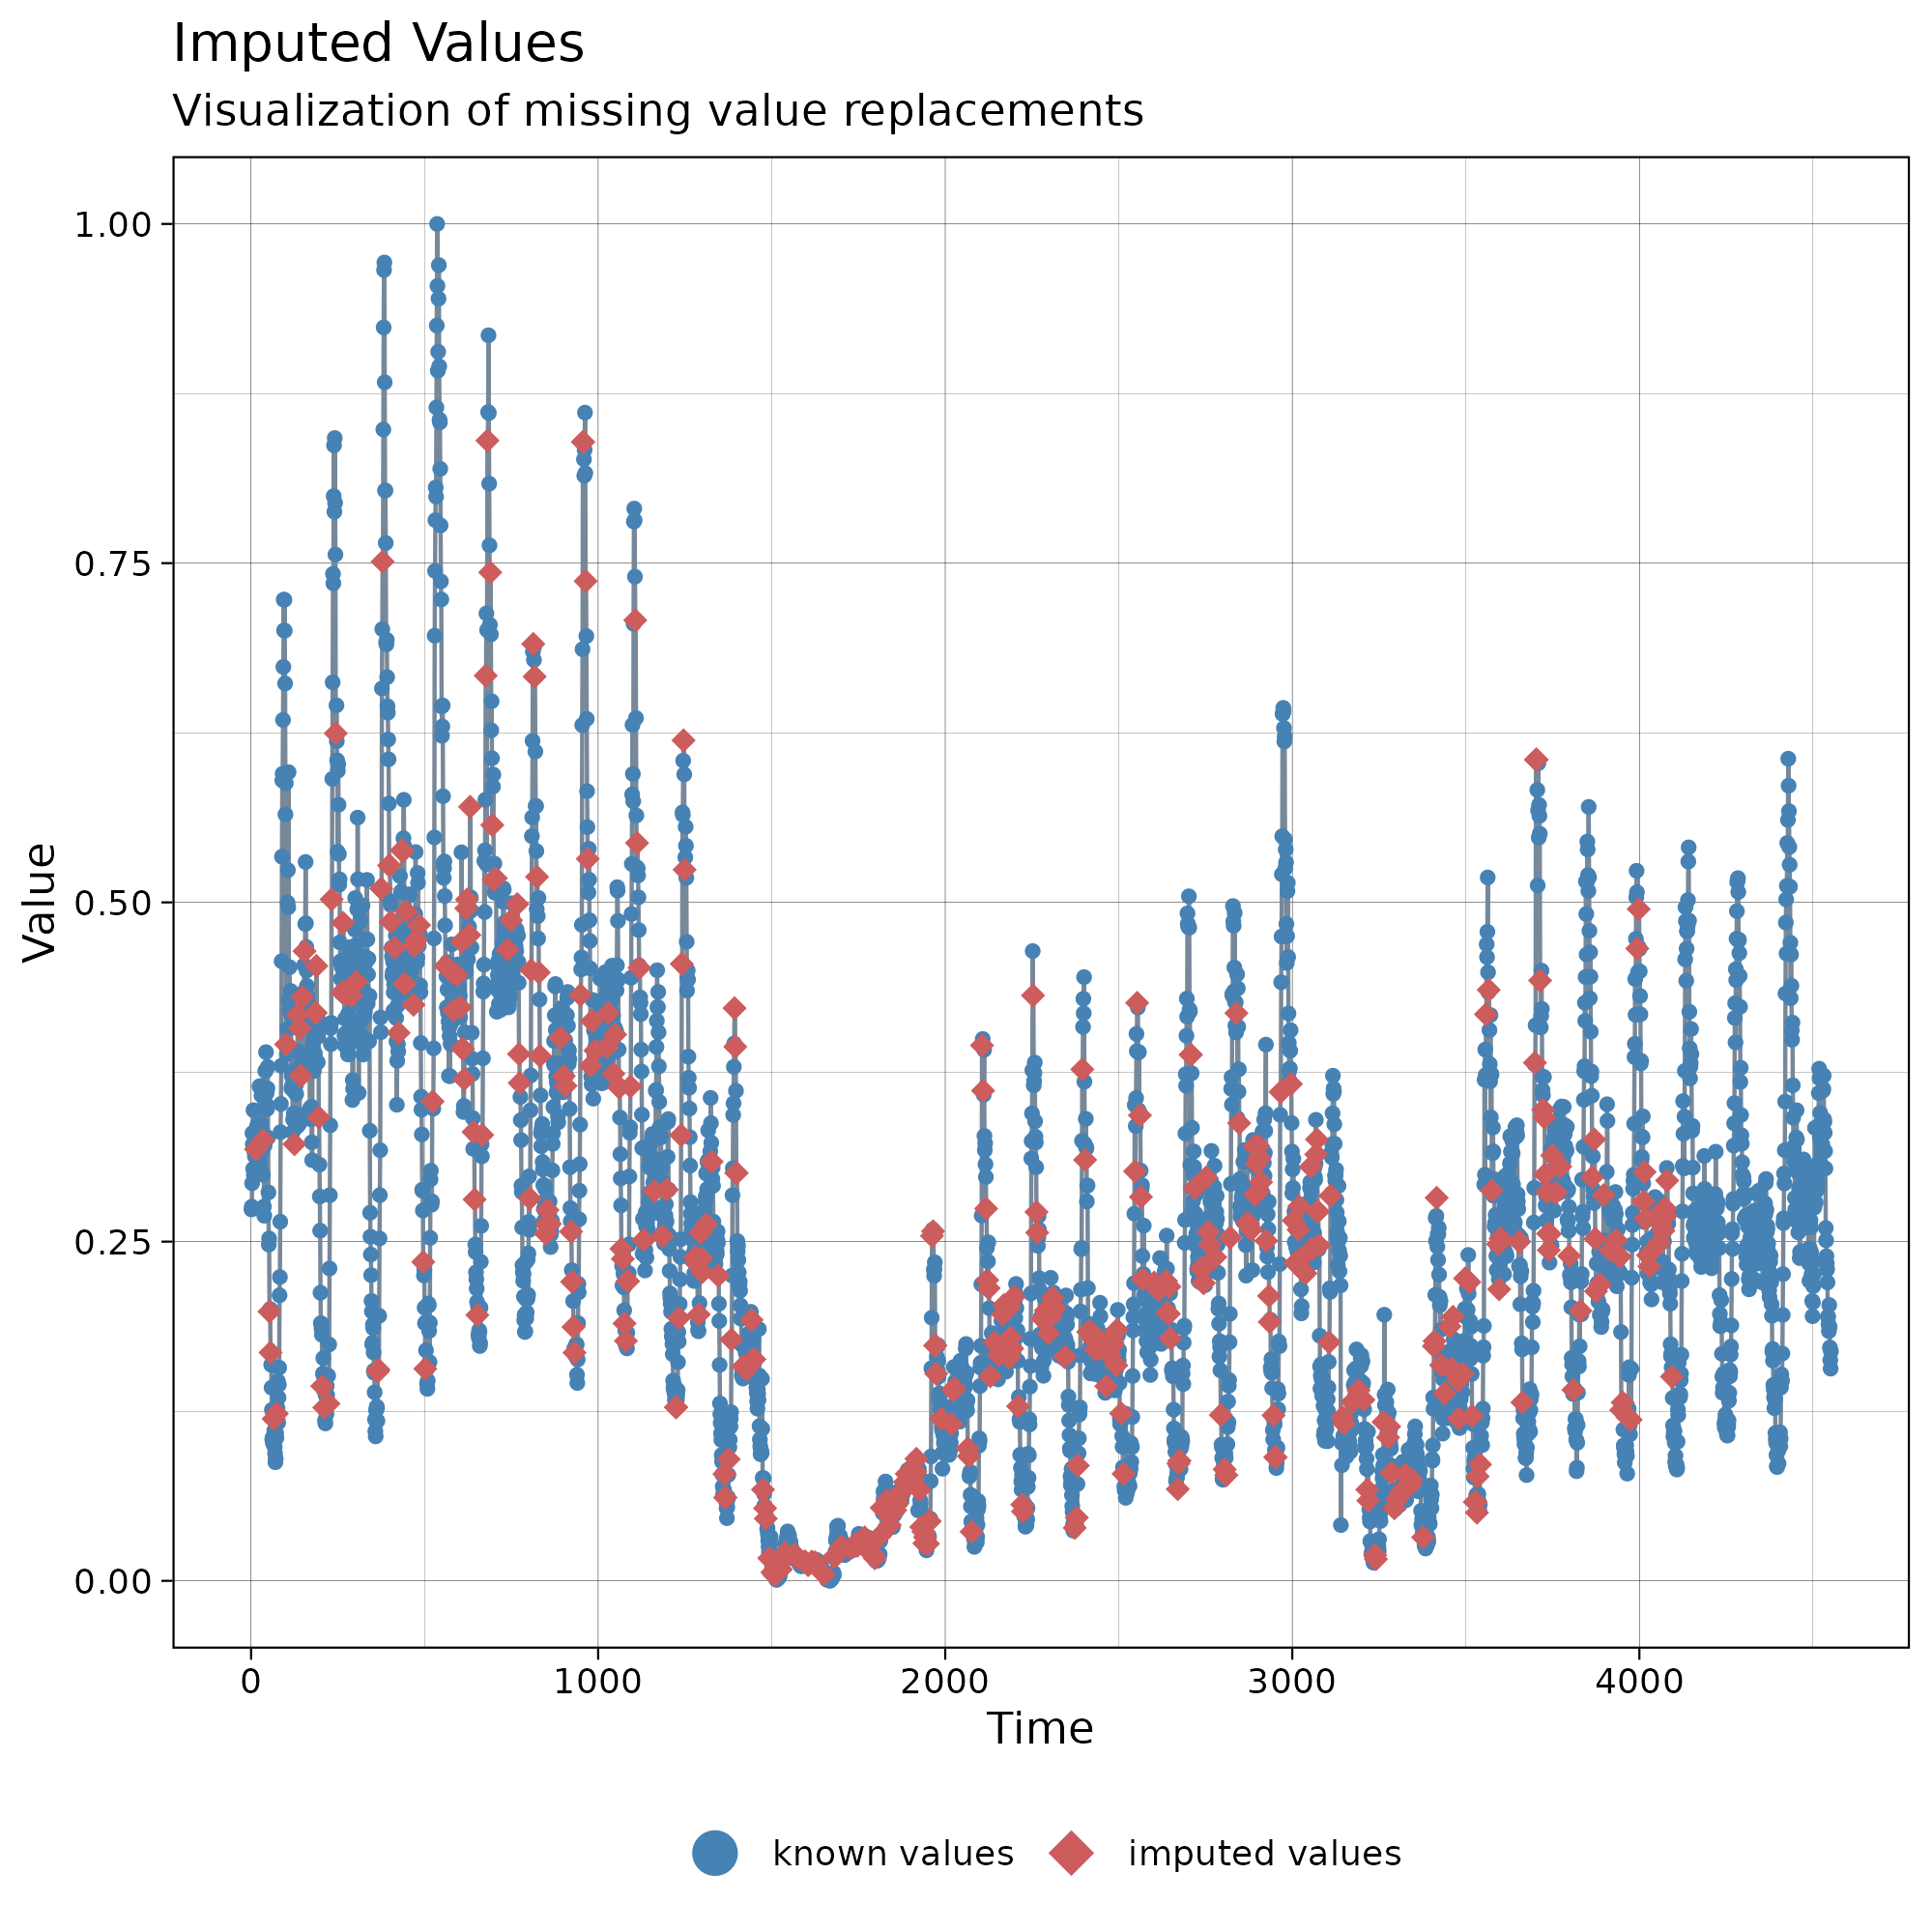 Imputed Values
Visualization of missing value replacements
1.00
0.75
0.50
0.25
0.00
Value
0 1000 2000 3000 4000
Time
known values imputed values